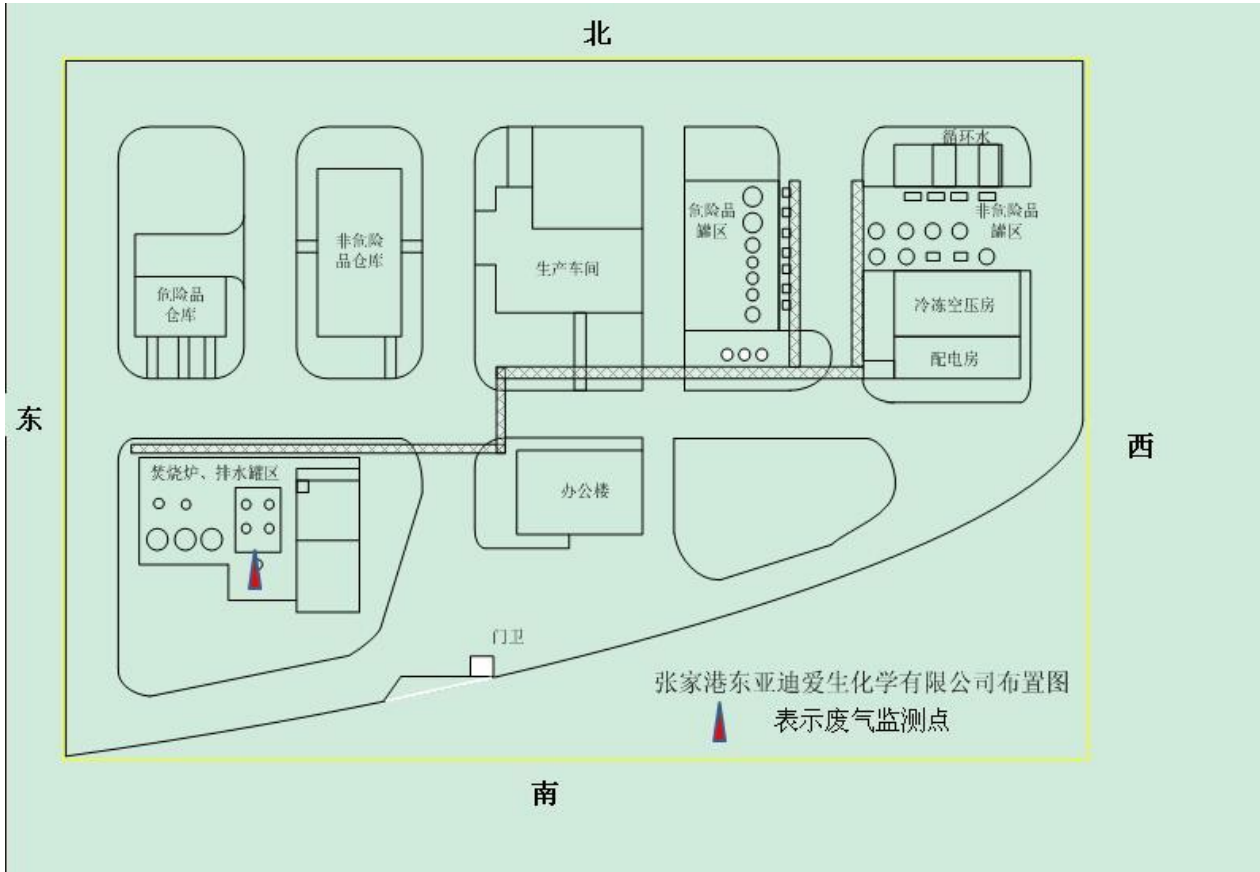 北
循环水
危险品
罐区
非危险品
罐区
非危险
品仓库
生产车间
危险品
仓库
冷冻空压房
配电房
东
西
焚烧炉、排水罐区
办公楼
门卫
张家港东亚迪爱生化学有限公司布置图
表示废气监测点
南